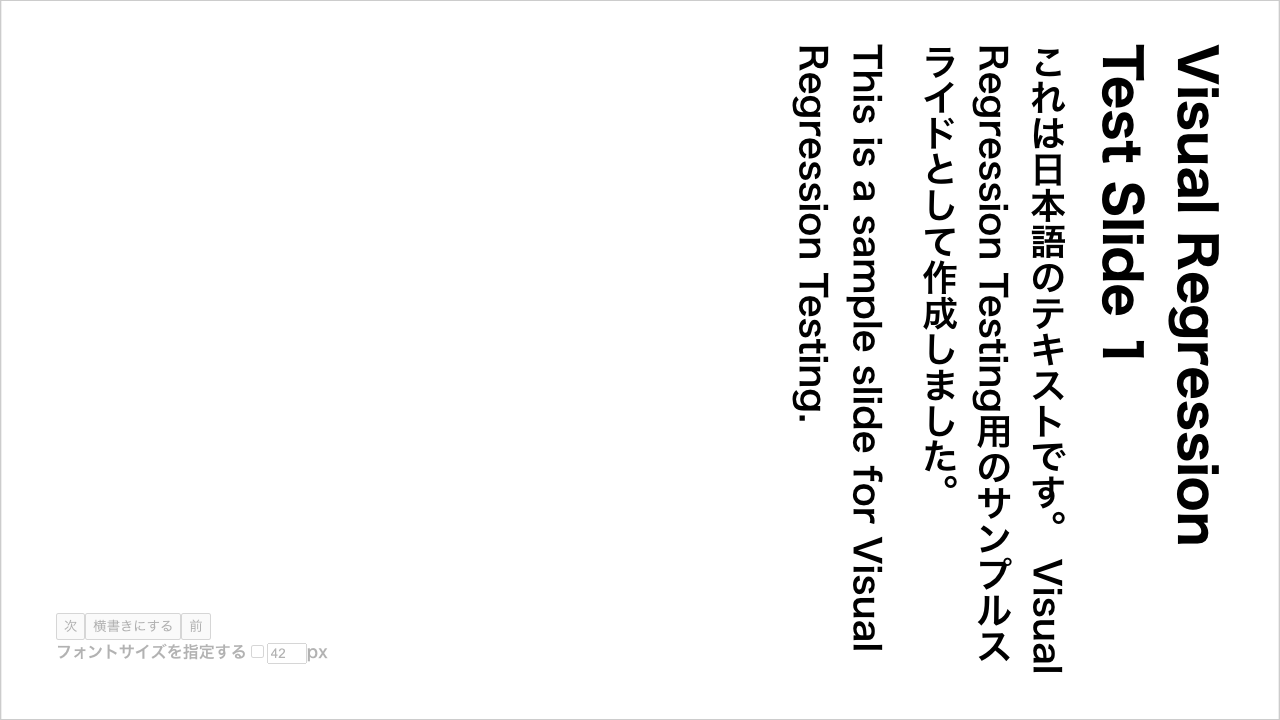 Visual Regression
Test Slide 1
これは日本語のテキストです。 Visual
Regression Testing用のサンプルス
ライドとして作成しました。
This is a sample slide for Visual
Regression Testing.
次 横書きにする 前
フォントサイズを指定する 42 px